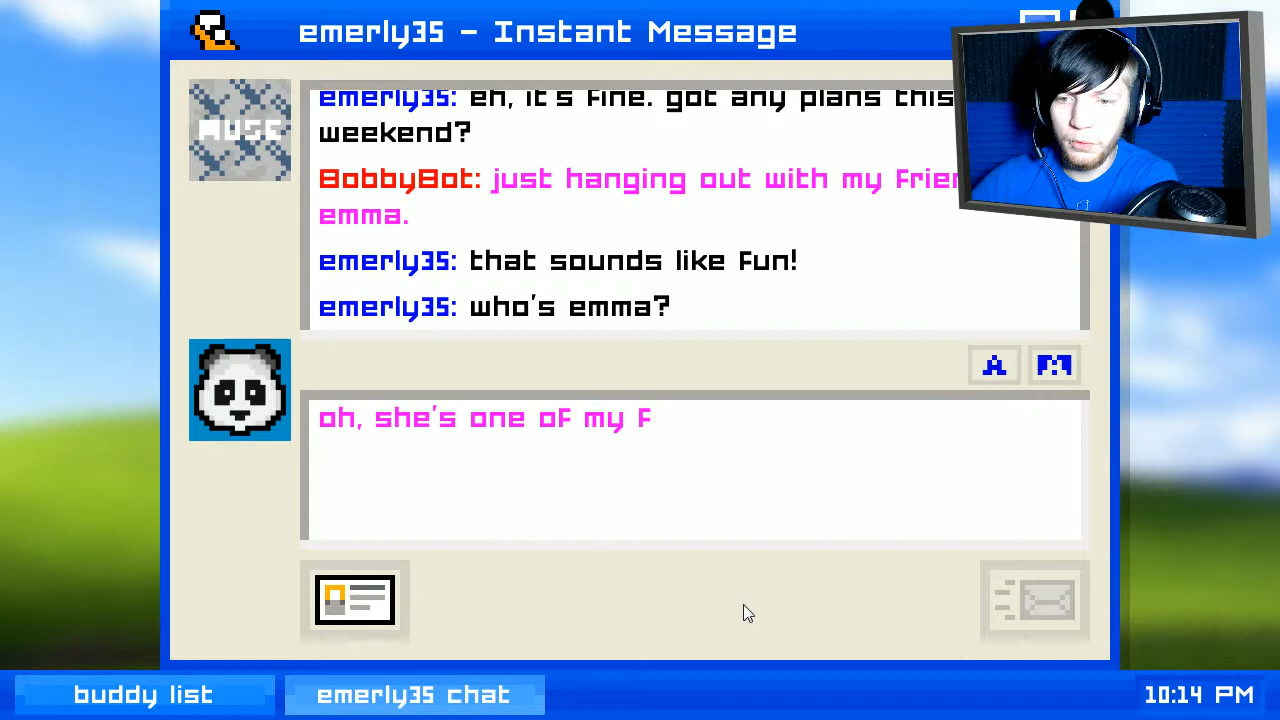 emerly35 - Instant Message
MUSE
emerly35: eh, it's fine. got any plans this
weekend?
BobbyBot: just hanging out with my
emma.
emerly35: that sounds like fun!
emerly35: who's emma?
A
oh, she's one of my f
buddy list
emerly35 chat
10:14 PM